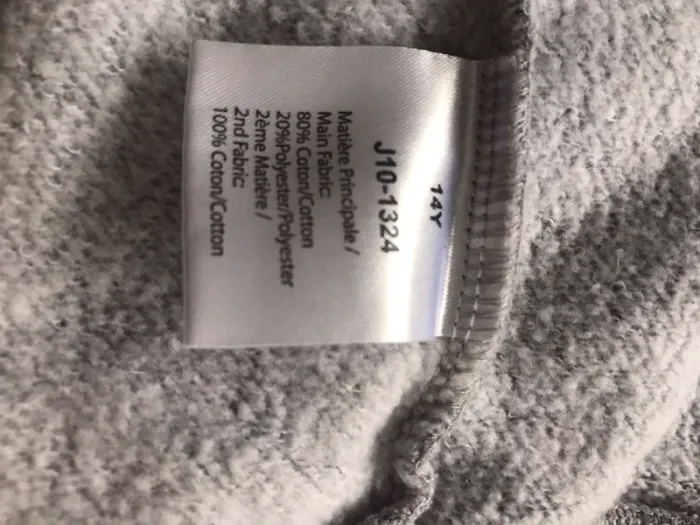 14Y
J10-1324
Matière Principale /
Main Fabric:
80% Coton/Cotton
20%Polyester/Polyester
2ème Matière /
2nd Fabric:
100% Coton/Cotton